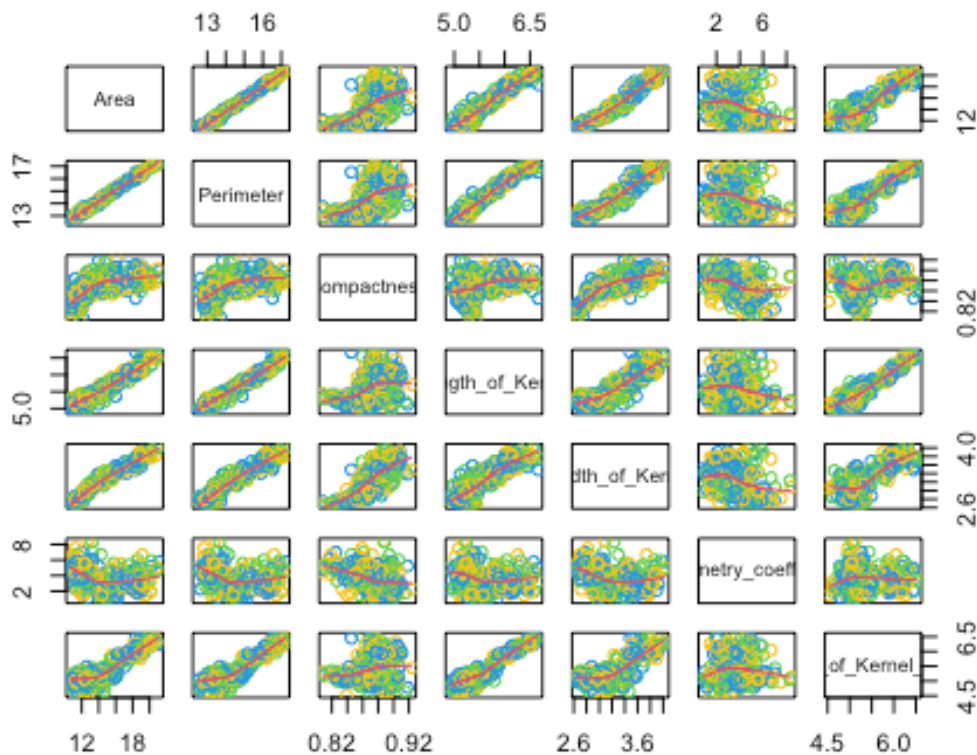 13 16 5.0 6.5 2 6
Area
12
17
13
Perimeter
ompactnes
0.82
5.0
gth_of_Ke
dth_of_Ker
4.0
2.6
8
2
netry_coeff
of_Kernel_
6.5
4.5
12 18 0.82 0.92 2.6 3.6 4.5 6.0